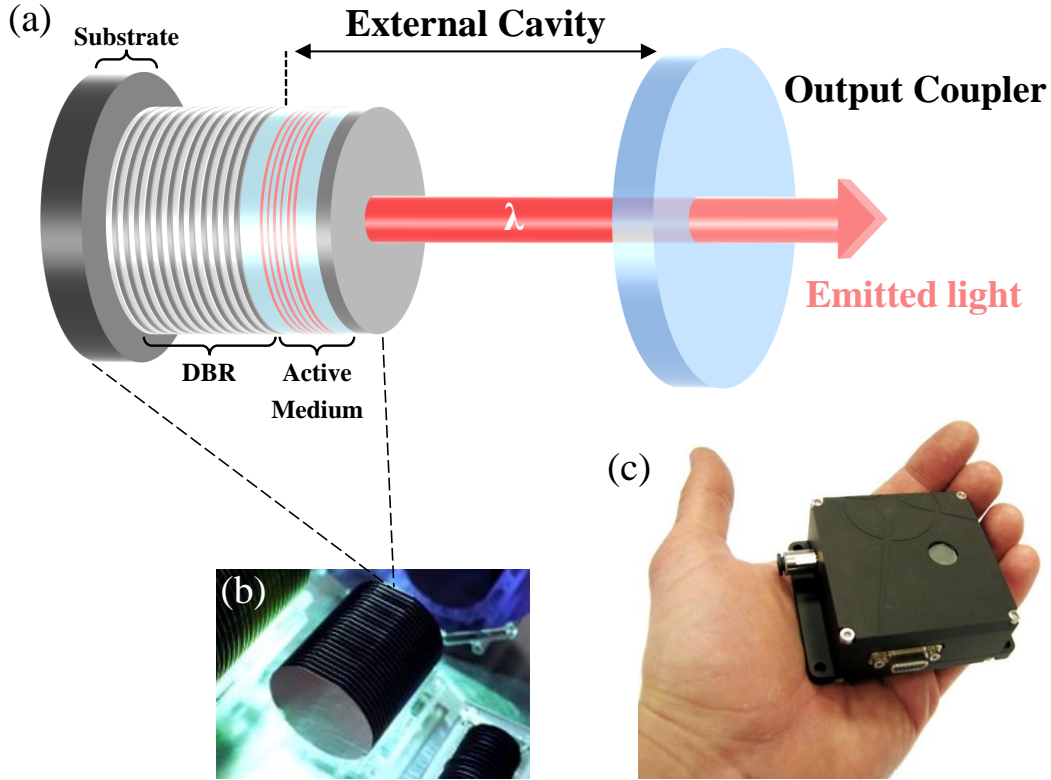 (a)
Substrate
External Cavity
Output Coupler
λ
Emitted light
DBR
Active
Medium
(b)
(c)